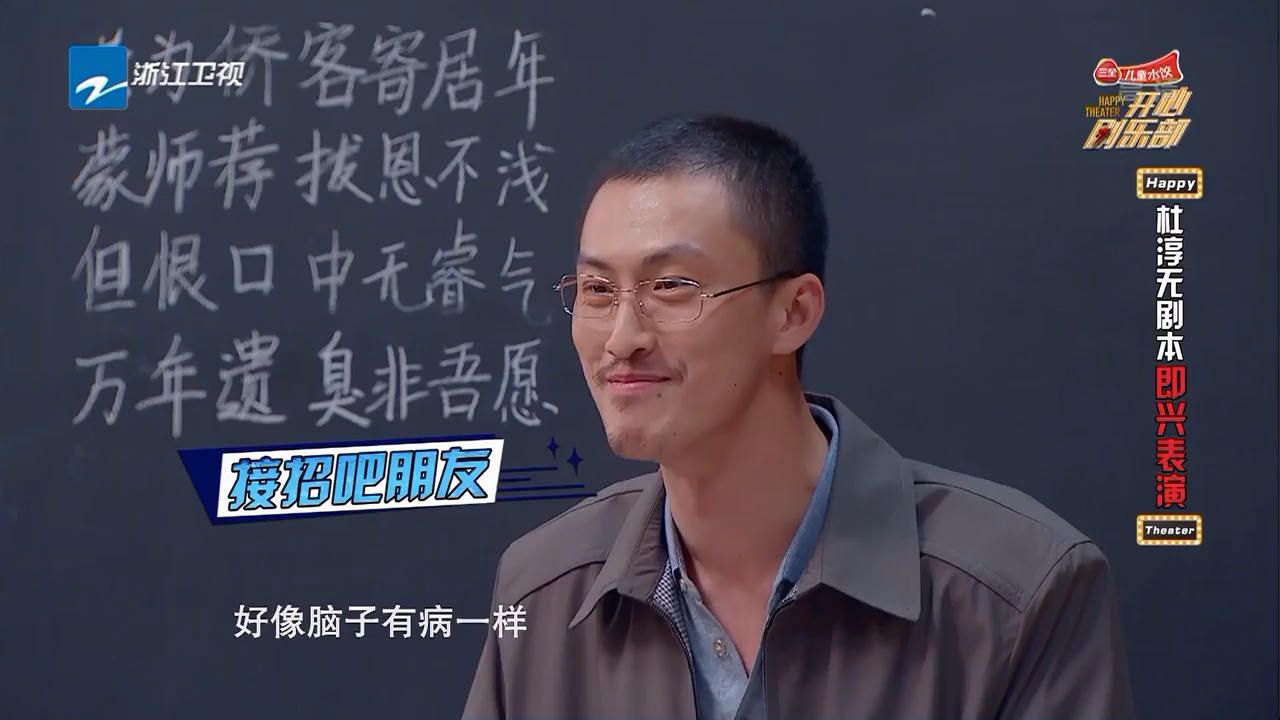 为侨客寄居年
蒙师荐拔恩不浅
但恨口中无睿气
万年遗臭非吾愿
浙江卫视
三全
儿童水饺
HAPPY
THEATER
开心
剧乐部
Happy
杜淳无剧本即兴表演
Theater
接招吧朋友
好像脑子有病一样